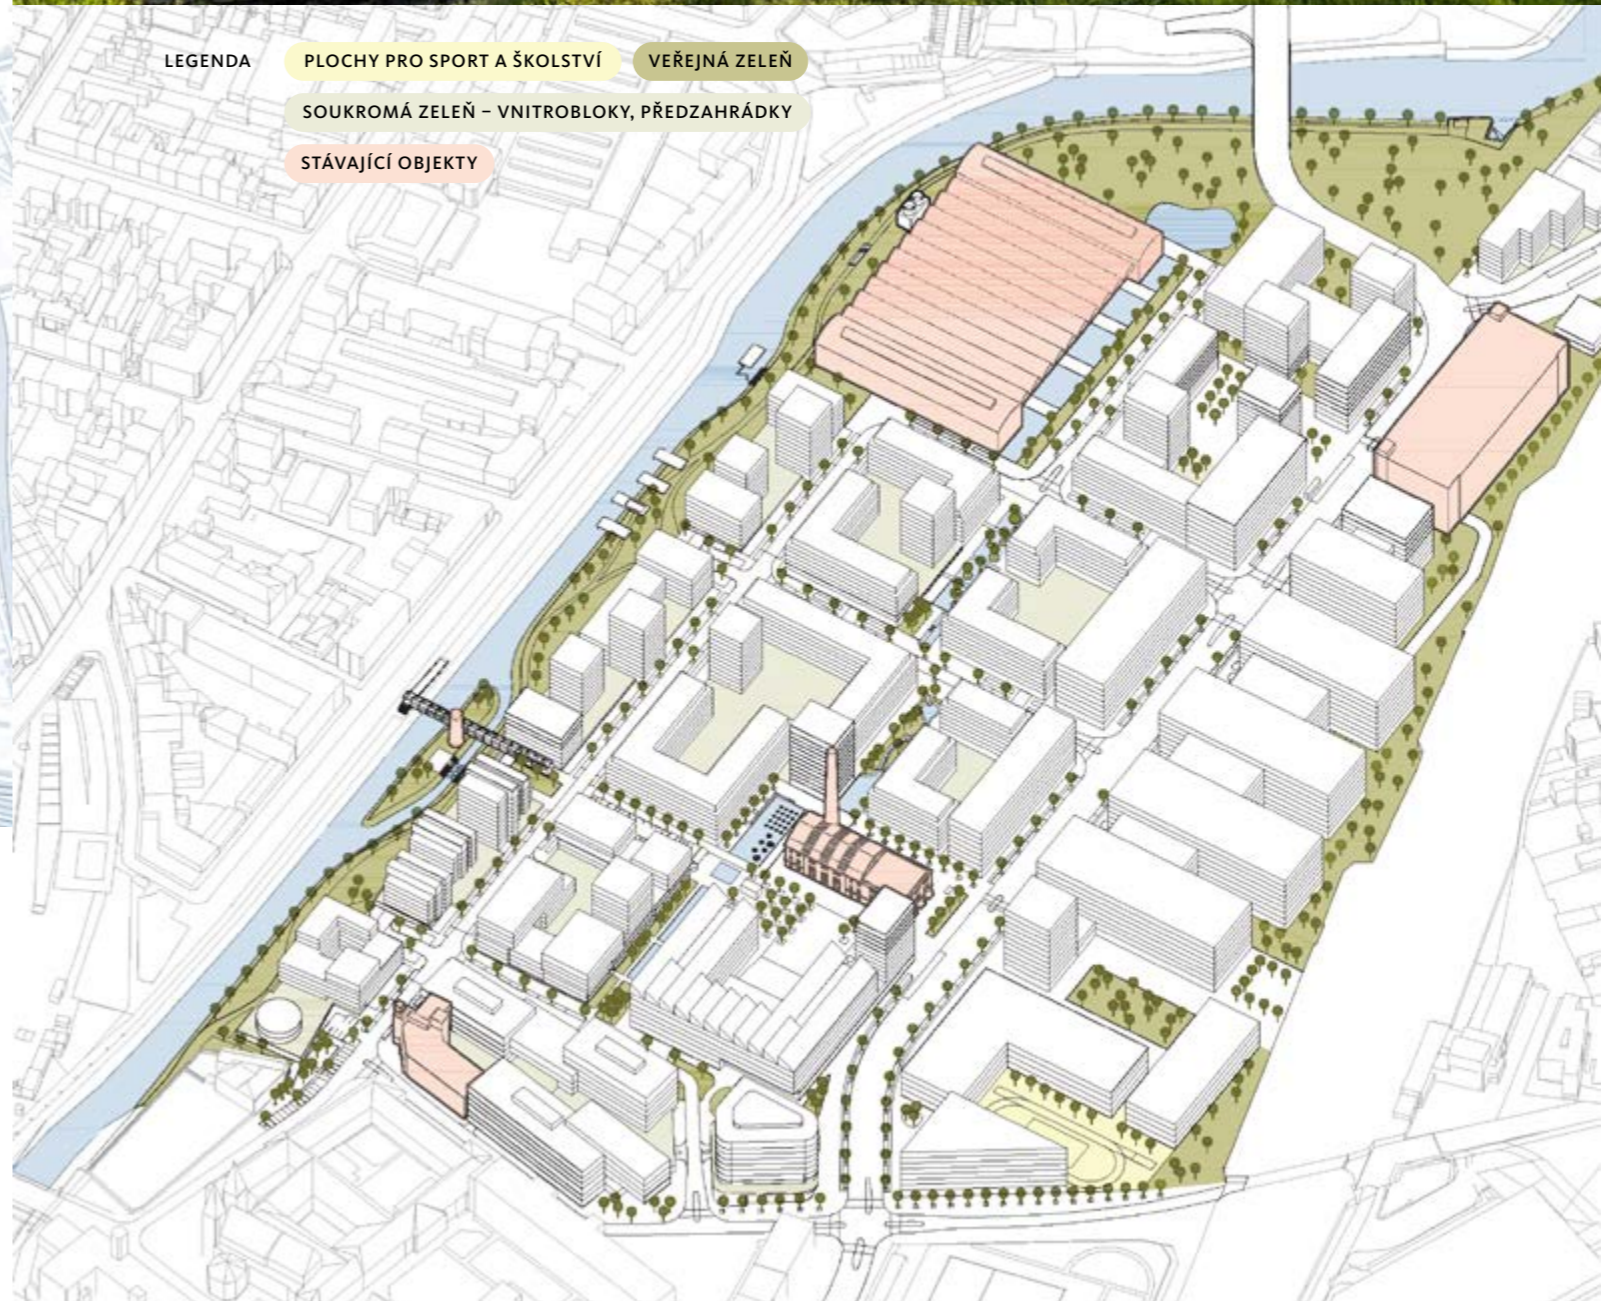 LEGENDA
PLOCHY PRO SPORT A ŠKOLSTVÍ
VEŘEJNÁ ZELEŇ
SOUKROMÁ ZELEŇ – VNITROBLOKY, PŘEDZAHRÁDKY
STÁVAJÍCÍ OBJEKTY